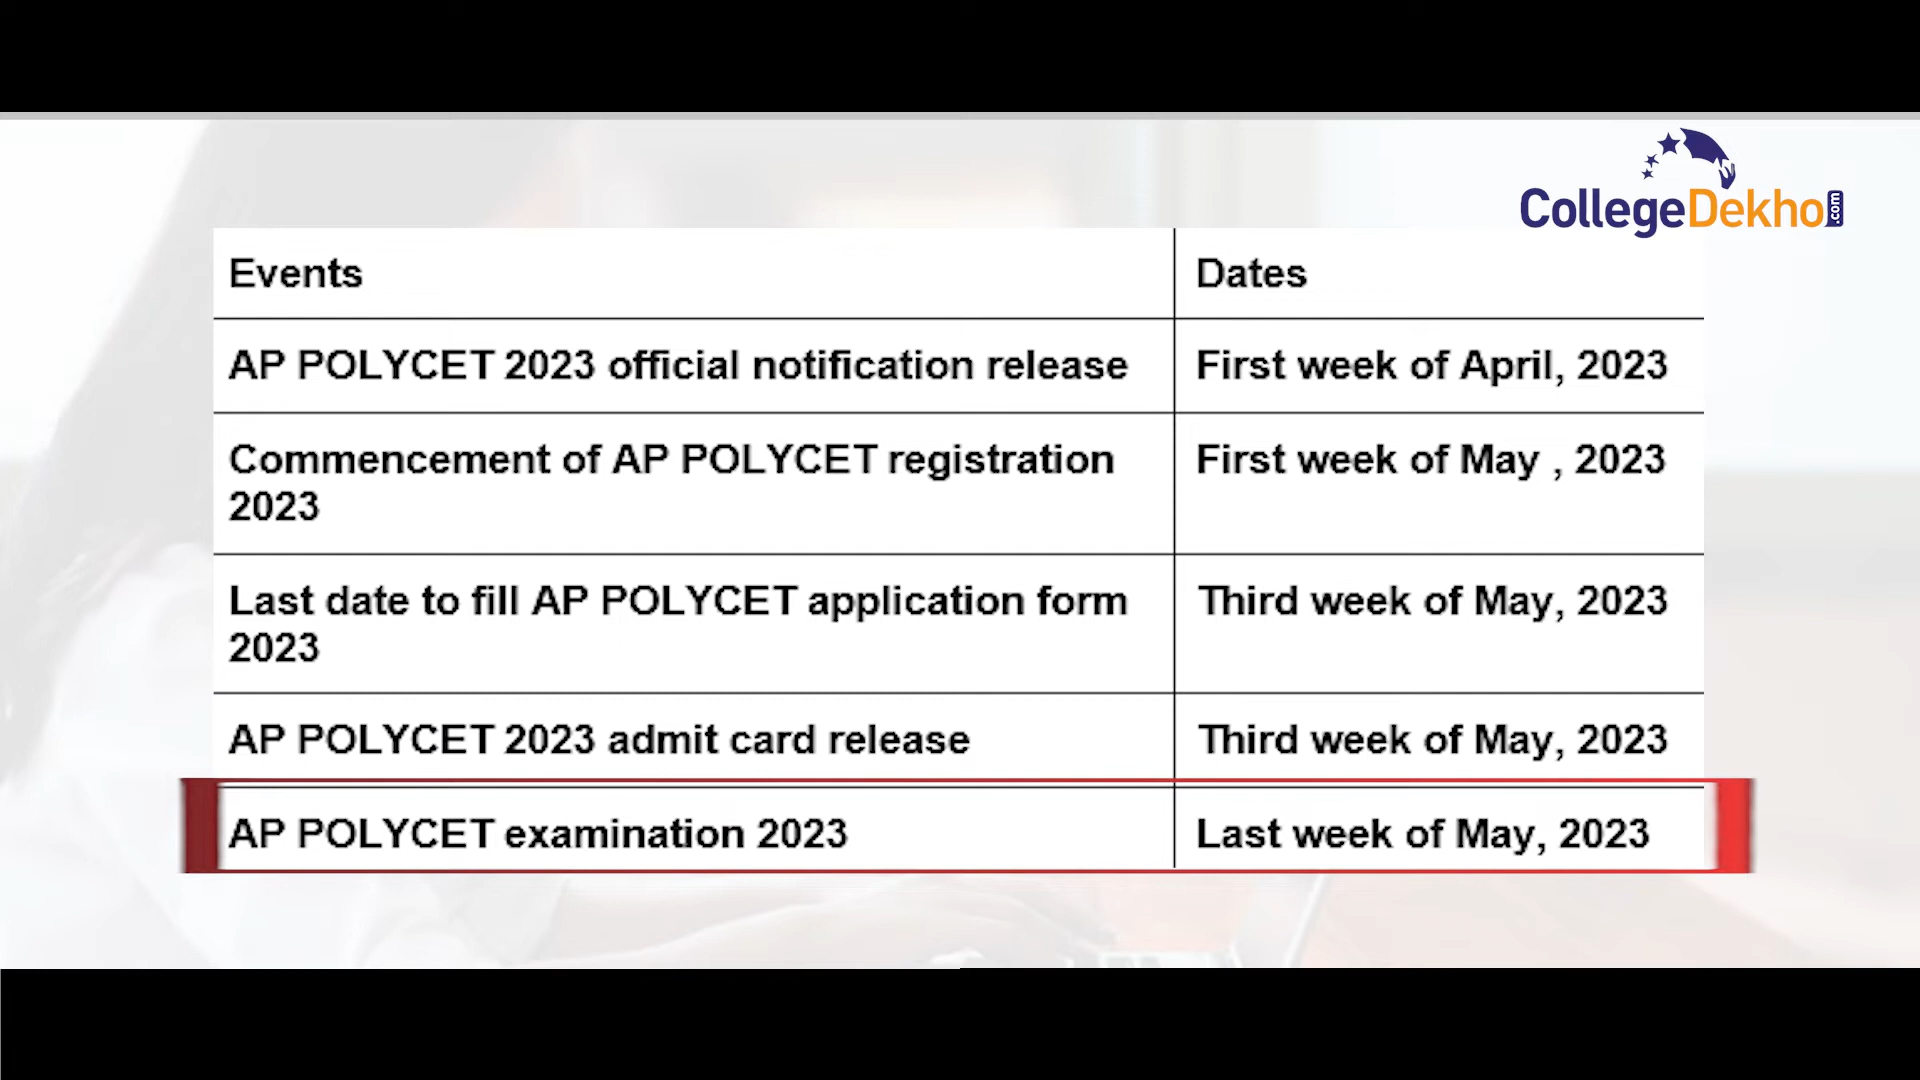 CollegeDekho.com
Events Dates
AP POLYCET 2023 official notification release First week of April, 2023
Commencement of AP POLYCET registration First week of May , 2023
2023
Last date to fill AP POLYCET application form Third week of May, 2023
2023
AP POLYCET 2023 admit card release Third week of May, 2023
AP POLYCET examination 2023 Last week of May, 2023